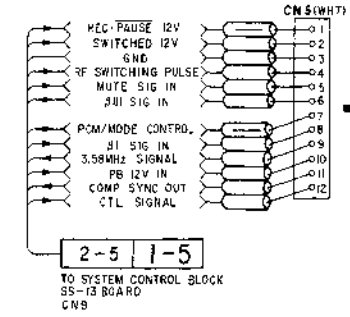 CN5(WHT)
REC·PAUSE 12V
1
SWITCHED 12V
2
GND
3
RF SWITCHING PULSE
4
MUTE SIG IN
5
SIG IN
6
7
PCM/MODE CONTROL
8
SIG IN
9
3.58MHz SIGNAL
10
PB 12V IN
11
COMP SYNC OUT
12
CTL SIGNAL
2-5 1-5
TO SYSTEM CONTROL BLOCK
SS-13 BOARD
CN9